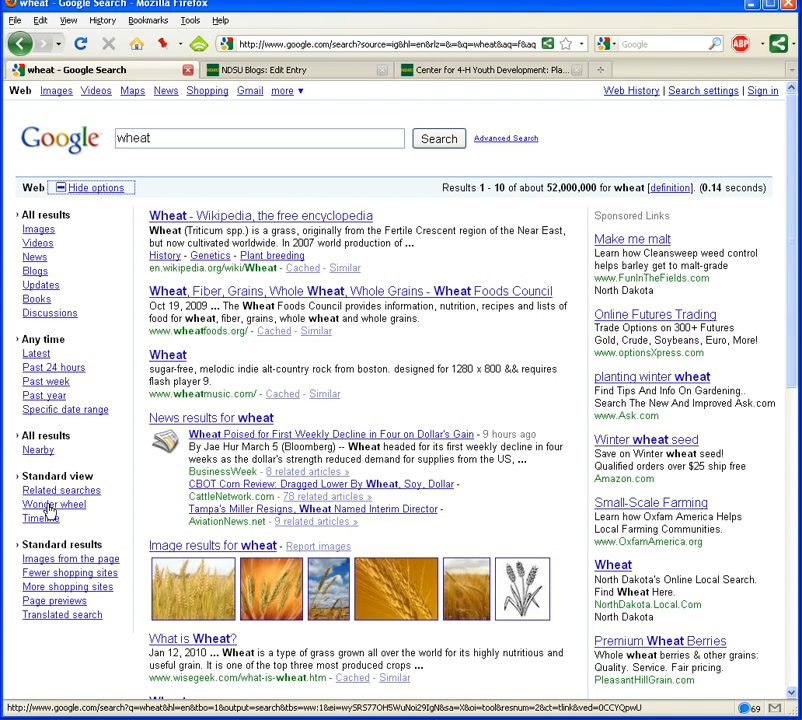 wheat - Google Search - Mozilla Firefox
File Edit View History Bookmarks Tools Help
http://www.google.com/search?source=ig&hl=en&rlz=&=&q=wheat&aq=f&aq
Google
ABP
wheat - Google Search
NDSU Blogs: Edit Entry
Center for 4-H Youth Development: Pla...
Web Images Videos Maps News Shopping Gmail more ▼
Web History | Search settings | Sign in
Google
wheat
Search
Advanced Search
Web Hide options
Results 1 - 10 of about 52,000,000 for wheat [definition]. (0.14 seconds)
› All results
Images
Videos
News
Blogs
Updates
Books
Discussions
› Any time
Latest
Past 24 hours
Past week
Past year
Specific date range
› All results
Nearby
› Standard view
Related searches
Wonder wheel
Timeline
› Standard results
Images from the page
Fewer shopping sites
More shopping sites
Page previews
Translated search
Wheat - Wikipedia, the free encyclopedia
Wheat (Triticum spp.) is a grass, originally from the Fertile Crescent region of the Near East,
but now cultivated worldwide. In 2007 world production of ...
History - Genetics - Plant breeding
en.wikipedia.org/wiki/Wheat - Cached - Similar
Wheat, Fiber, Grains, Whole Wheat, Whole Grains - Wheat Foods Council
Oct 19, 2009 ... The Wheat Foods Council provides information, nutrition, recipes and lists of
food for wheat, fiber, grains, whole wheat and whole grains.
www.wheatfoods.org/ - Cached - Similar
Wheat
sugar-free, melodic indie alt-country rock from boston. designed for 1280 x 800 && requires
flash player 9.
www.wheatmusic.com/ - Cached - Similar
News results for wheat
Wheat Poised for First Weekly Decline in Four on Dollar's Gain - 9 hours ago
By Jae Hur March 5 (Bloomberg) -- Wheat headed for its first weekly decline in four
weeks as the dollar's strength reduced demand for supplies from the US, ...
BusinessWeek - 8 related articles »
CBOT Corn Review: Dragged Lower By Wheat, Soy, Dollar -
CattleNetwork.com - 78 related articles »
Tampa's Miller Resigns, Wheat Named Interim Director -
AviationNews.net - 9 related articles »
Image results for wheat - Report images
What is Wheat?
Jan 12, 2010 ... Wheat is a type of grass grown all over the world for its highly nutritious and
useful grain. It is one of the top three most produced crops ...
www.wisegeek.com/what-is-wheat.htm - Cached - Similar
Sponsored Links
Make me malt
Learn how Cleansweep weed control
helps barley get to malt-grade
www.FunInTheFields.com
North Dakota
Online Futures Trading
Trade Options on 300+ Futures
Gold, Crude, Soybeans, Euro, More!
www.optionsXpress.com
planting winter wheat
Find Tips And Info On Gardening..
Search The New And Improved Ask.com
www.Ask.com
Winter wheat seed
Save on Winter wheat seed!
Qualified orders over $25 ship free
Amazon.com
Small-Scale Farming
Learn how Oxfam America Helps
Local Farming Communities.
www.OxfamAmerica.org
Wheat
North Dakota's Online Local Search.
Find Wheat Here.
NorthDakota.Local.Com
North Dakota
Premium Wheat Berries
Whole wheat berries & other grains:
Quality. Service. Fair pricing.
PleasantHillGrain.com
69